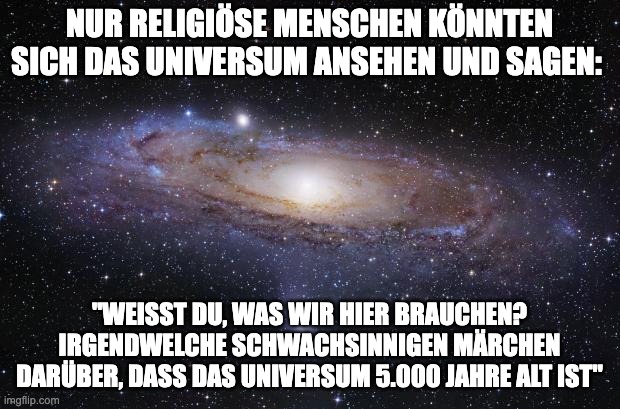 NUR RELIGIÖSE MENSCHEN KÖNNTEN
SICH DAS UNIVERSUM ANSEHEN UND SAGEN:
"WEISST DU, WAS WIR HIER BRAUCHEN?
IRGENDWELCHE SCHWACHSINNIGEN MÄRCHEN
DARÜBER, DASS DAS UNIVERSUM 5.000 JAHRE ALT IST"
imgflip.com